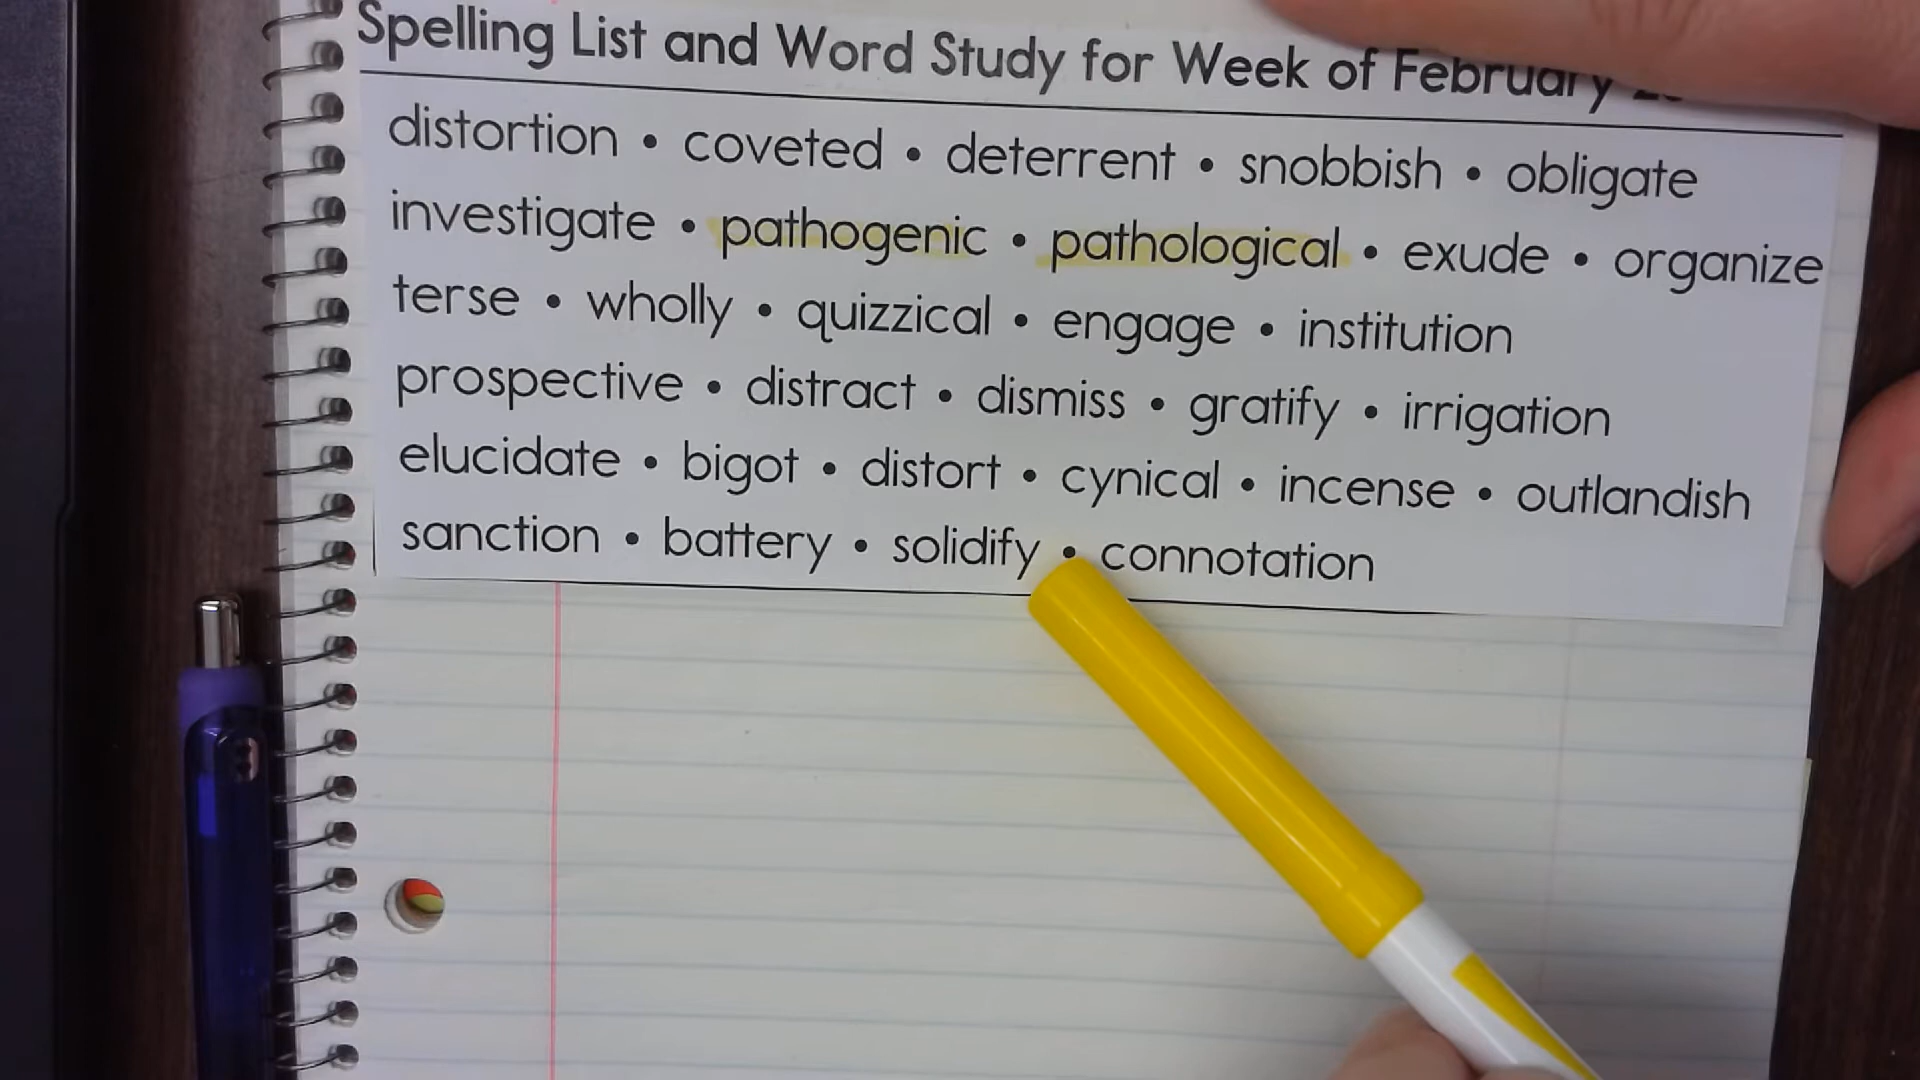 Spelling List and Word Study for Week of February
distortion • coveted • deterrent • snobbish • obligate
investigate • pathogenic • pathological • exude • organize
terse • wholly • quizzical • engage • institution
prospective • distract • dismiss • gratify • irrigation
elucidate • bigot • distort • cynical • incense • outlandish
sanction • battery • solidify • connotation